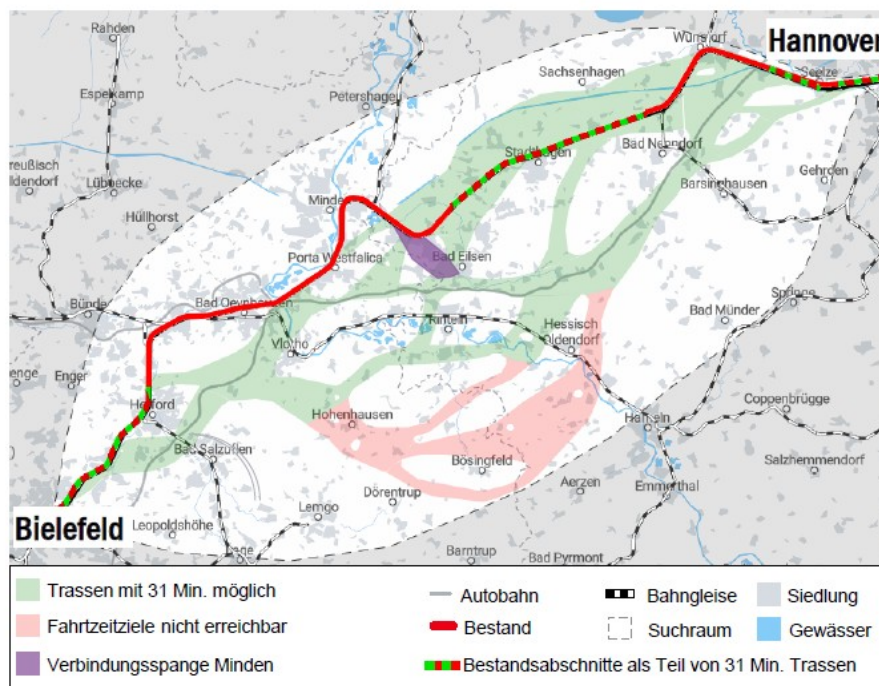 Rahden
Hannover
Wunstorf
Seelze
Sachsenhagen
Espelkamp
Petershagen
Stadthagen
Bad Nenndorf
Gehrden
Lübbecke
Barsinghausen
Hüllhorst
Minden
Porta Westfalica
Bad Eilsen
Springe
Bünde
Bad Oeynhausen
Bad Münder
Rinteln
Vlotho
Hessisch
Oldendorf
Enger
Coppenbrügge
Herford
Hohenhausen
Hameln
Bad Salzuflen
Bösingfeld
Salzhemmendorf
Aerzen
Emmerthal
Dörentrup
Lemgo
Bielefeld
Leopoldshöhe
Barntrup
Bad Pyrmont
Trassen mit 31 Min. möglich
Autobahn
Bahngleise
Siedlung
Fahrtzeitziele nicht erreichbar
Bestand
Suchraum
Gewässer
Verbindungsspange Minden
Bestandsabschnitte als Teil von 31 Min. Trassen